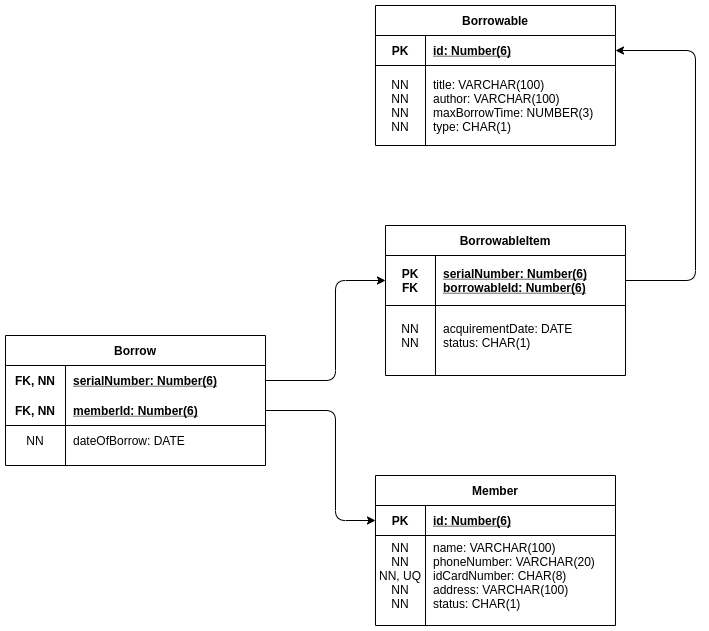 Borrowable
PK id: Number(6)
NN title: VARCHAR(100)
NN author: VARCHAR(100)
NN maxBorrowTime: NUMBER(3)
NN type: CHAR(1)
BorrowableItem
PK serialNumber: Number(6)
FK borrowableId: Number(6)
NN acquirementDate: DATE
NN status: CHAR(1)
Borrow
FK, NN serialNumber: Number(6)
FK, NN memberId: Number(6)
NN dateOfBorrow: DATE
Member
PK id: Number(6)
NN name: VARCHAR(100)
NN phoneNumber: VARCHAR(20)
NN, UQ idCardNumber: CHAR(8)
NN address: VARCHAR(100)
NN status: CHAR(1)